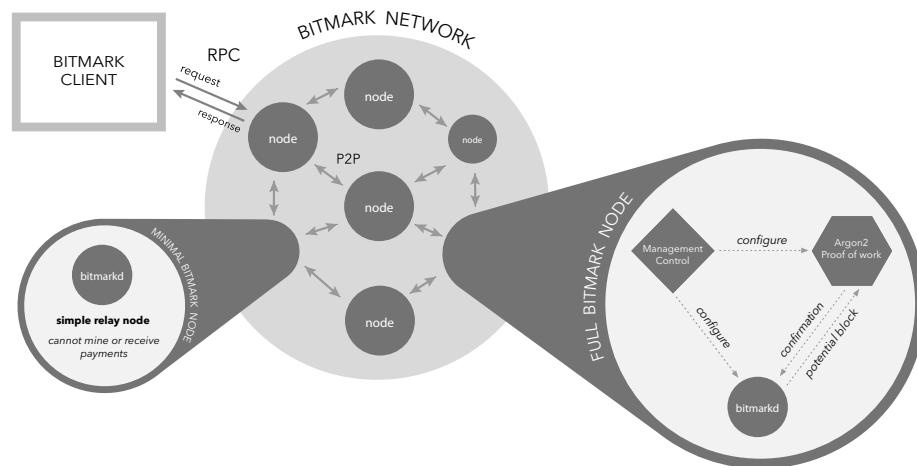 BITMARK NETWORK
BITMARK
CLIENT
RPC
request
response
node
node
node
P2P
node
node
MINIMAL BITMARK NODE
bitmarkd
simple relay node
cannot mine or receive
payments
FULL BITMARK NODE
Management
Control
configure
Argon2
Proof of work
configure
confirmation
potential block
bitmarkd